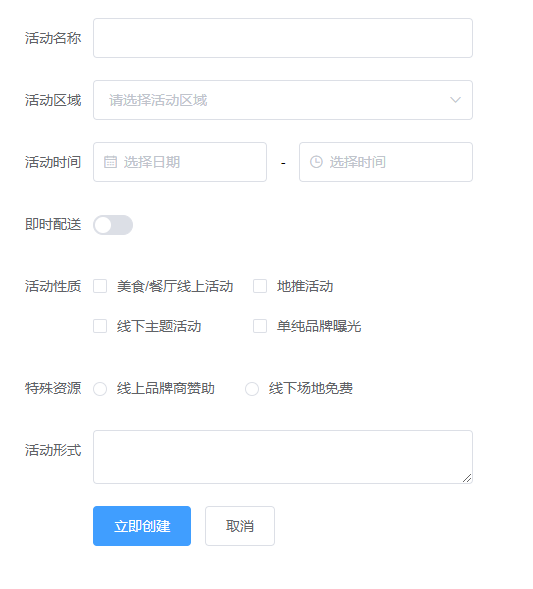 活动名称
活动区域 请选择活动区域
活动时间 选择日期 - 选择时间
即时配送
活动性质 美食/餐厅线上活动 地推活动
线下主题活动 单纯品牌曝光
特殊资源 线上品牌商赞助 线下场地免费
活动形式
立即创建 取消